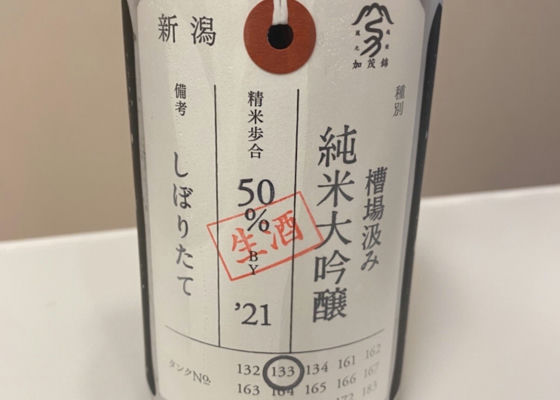 新潟
加茂錦
種別
槽場汲み
純米大吟醸
精米歩合
50
%
BY
'21
生酒
備考
しぼりたて
タンクNo.
132 133 134 161 162
163 164 165 166 167
172 183